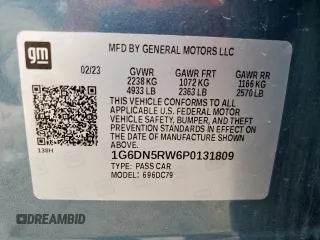 gm
MFD BY GENERAL MOTORS LLC
02/23 GVWR GAWR FRT GAWR RR
2238 KG 1072 KG 1166 KG
4933 LB 2363 LB 2570 LB
THIS VEHICLE CONFORMS TO ALL
APPLICABLE U.S. FEDERAL MOTOR
VEHICLE SAFETY, BUMPER, AND THEFT
PREVENTION STANDARDS IN EFFECT ON
THE DATE OF MANUFACTURE SHOWN
ABOVE.
138H
1G6DN5RW6P0131809
TYPE: PASS CAR
MODEL: 696DC79
DREAMBID